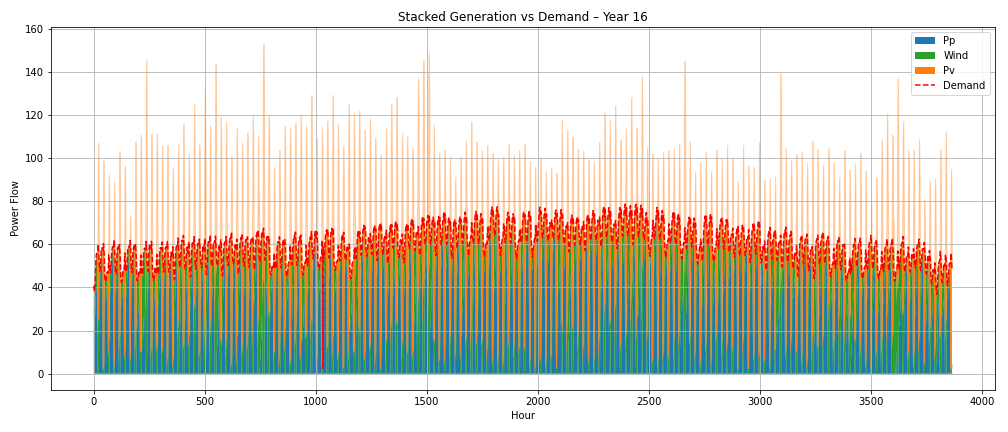 Stacked Generation vs Demand – Year 16
Power Flow
160
140
120
100
80
60
40
20
0
Pp
Wind
Pv
Demand
0 500 1000 1500 2000 2500 3000 3500 4000
Hour